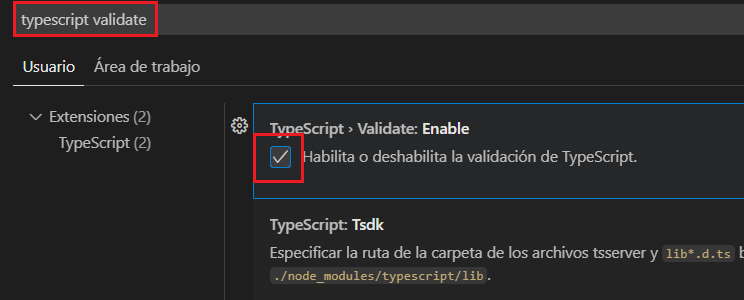 typescript validate
Usuario
Área de trabajo
Extensiones (2)
TypeScript (2)
TypeScript › Validate: Enable
Habilita o deshabilita la validación de TypeScript.
TypeScript: Tsdk
Especificar la ruta de la carpeta de los archivos tsserver y lib*.d.ts b
./node_modules/typescript/lib.